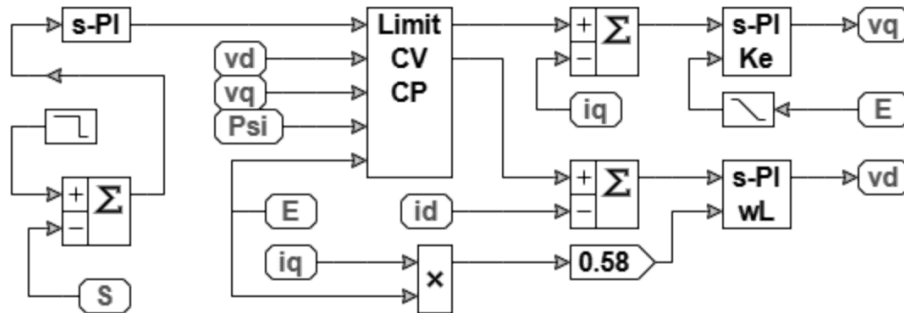 s-PI
Limit
CV
CP
+
−
Σ
s-PI
Ke
vq
vd
vq
Psi
iq
E
+
−
Σ
E
id
+
−
Σ
s-PI
wL
vd
iq
×
0.58
S